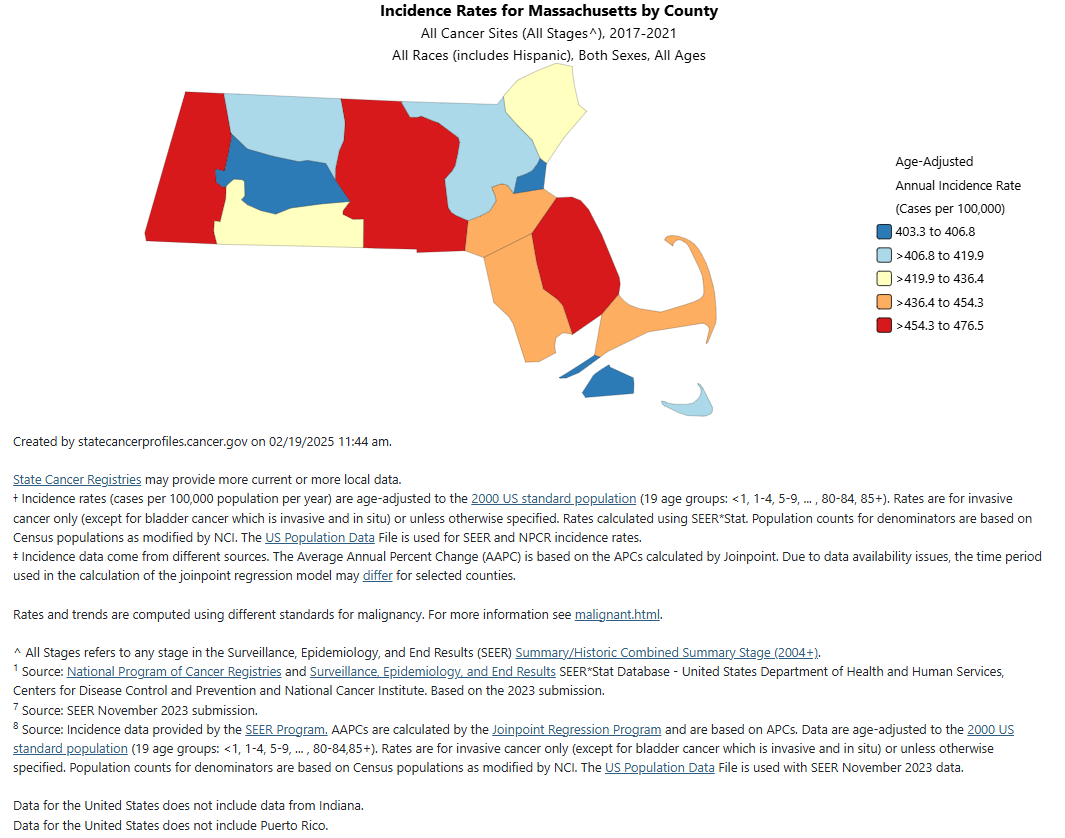 Incidence Rates for Massachusetts by County
All Cancer Sites (All Stages^), 2017-2021
All Races (includes Hispanic), Both Sexes, All Ages
Age-Adjusted
Annual Incidence Rate
(Cases per 100,000)
403.3 to 406.8
>406.8 to 419.9
>419.9 to 436.4
>436.4 to 454.3
>454.3 to 476.5
Created by statecancerprofiles.cancer.gov on 02/19/2025 11:44 am.
State Cancer Registries may provide more current or more local data.
† Incidence rates (cases per 100,000 population per year) are age-adjusted to the 2000 US standard population (19 age groups: <1, 1-4, 5-9, ... , 80-84, 85+). Rates are for invasive
cancer only (except for bladder cancer which is invasive and in situ) or unless otherwise specified. Rates calculated using SEER*Stat. Population counts for denominators are based on
Census populations as modified by NCI. The US Population Data File is used for SEER and NPCR incidence rates.
‡ Incidence data come from different sources. The Average Annual Percent Change (AAPC) is based on the APCs calculated by Joinpoint. Due to data availability issues, the time period
used in the calculation of the joinpoint regression model may differ for selected counties.
Rates and trends are computed using different standards for malignancy. For more information see malignant.html.
^ All Stages refers to any stage in the Surveillance, Epidemiology, and End Results (SEER) Summary/Historic Combined Summary Stage (2004+).
1 Source: National Program of Cancer Registries and Surveillance, Epidemiology, and End Results SEER*Stat Database - United States Department of Health and Human Services,
Centers for Disease Control and Prevention and National Cancer Institute. Based on the 2023 submission.
7 Source: SEER November 2023 submission.
8 Source: Incidence data provided by the SEER Program. AAPCs are calculated by the Joinpoint Regression Program and are based on APCs. Data are age-adjusted to the 2000 US
standard population (19 age groups: <1, 1-4, 5-9, ... , 80-84,85+). Rates are for invasive cancer only (except for bladder cancer which is invasive and in situ) or unless otherwise
specified. Population counts for denominators are based on Census populations as modified by NCI. The US Population Data File is used with SEER November 2023 data.
Data for the United States does not include data from Indiana.
Data for the United States does not include Puerto Rico.